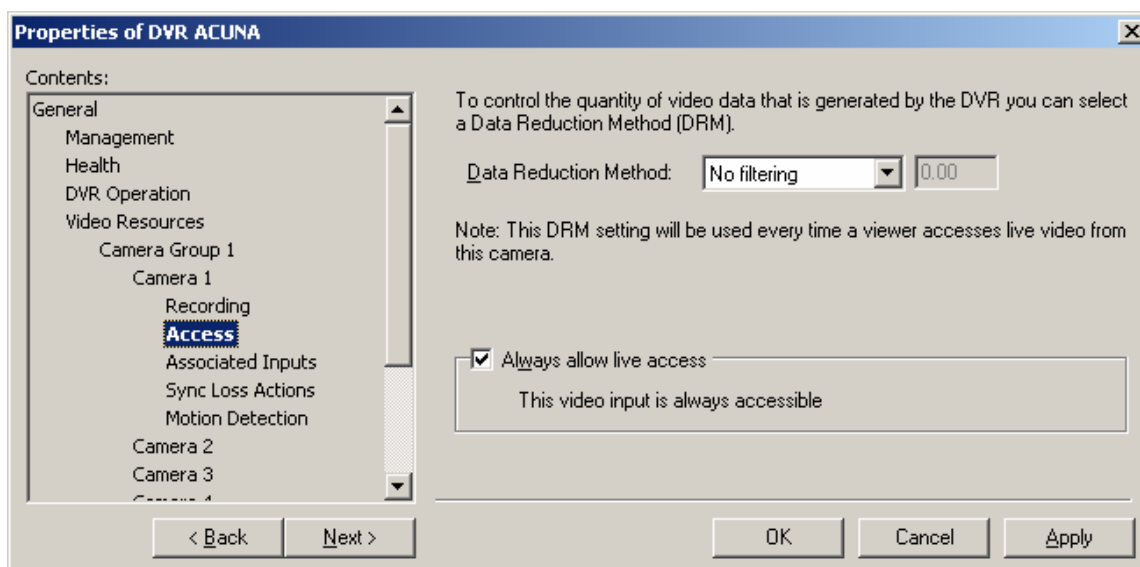 Properties of DVR ACUNA
Contents:
General
Management
Health
DVR Operation
Video Resources
Camera Group 1
Camera 1
Recording
Access
Associated Inputs
Sync Loss Actions
Motion Detection
Camera 2
Camera 3
To control the quantity of video data that is generated by the DVR you can select
a Data Reduction Method (DRM).
Data Reduction Method: No filtering 0.00
Note: This DRM setting will be used every time a viewer accesses live video from
this camera.
Always allow live access
This video input is always accessible
< Back Next > OK Cancel Apply